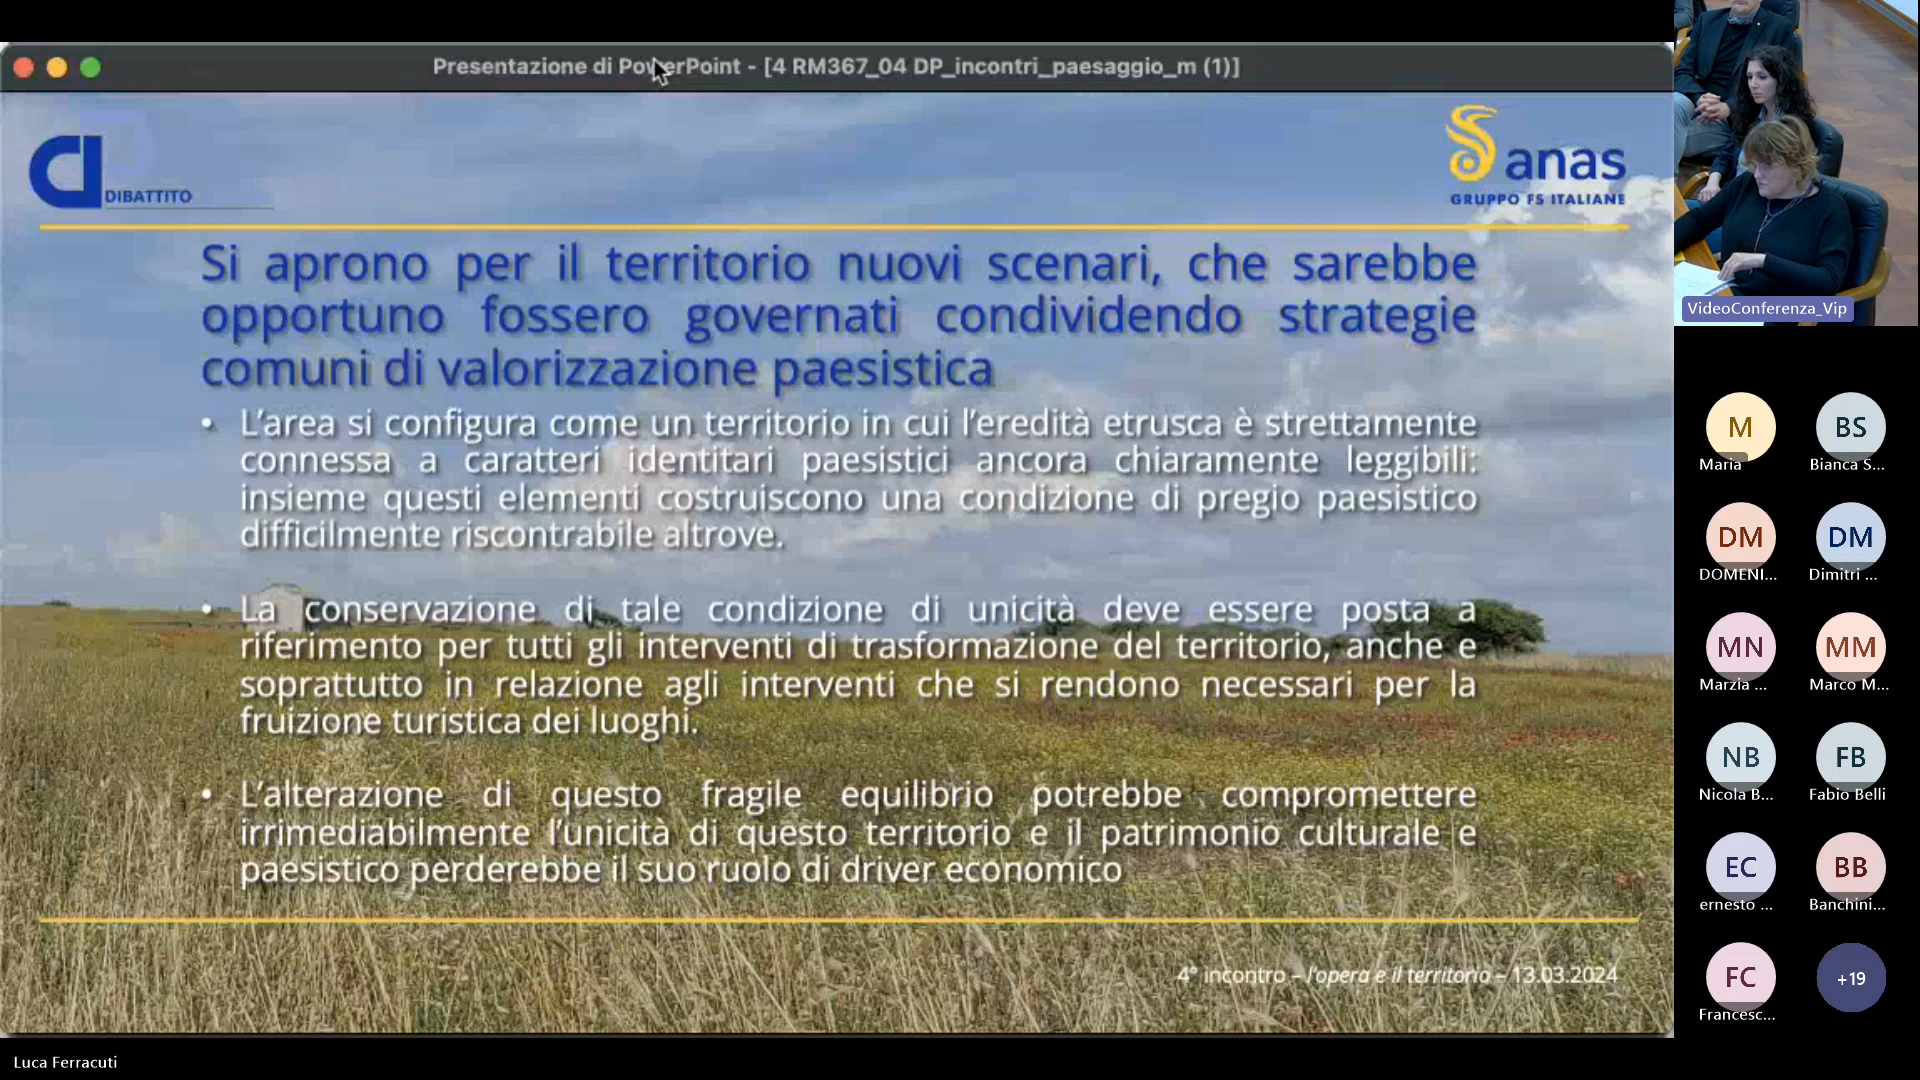 Presentazione di PowerPoint - [4 RM367_04 DP_incontri_paesaggio_m (1)]
DIBATTITO
anas
GRUPPO FS ITALIANE
Si aprono per il territorio nuovi scenari, che sarebbe
opportuno fossero governati condividendo strategie
comuni di valorizzazione paesistica
• L'area si configura come un territorio in cui l'eredità etrusca è strettamente
connessa a caratteri identitari paesistici ancora chiaramente leggibili:
insieme questi elementi costruiscono una condizione di pregio paesistico
difficilmente riscontrabile altrove.
• La conservazione di tale condizione di unicità deve essere posta a
riferimento per tutti gli interventi di trasformazione del territorio, anche e
soprattutto in relazione agli interventi che si rendono necessari per la
fruizione turistica dei luoghi.
• L'alterazione di questo fragile equilibrio potrebbe compromettere
irrimediabilmente l'unicità di questo territorio e il patrimonio culturale e
paesistico perderebbe il suo ruolo di driver economico
4° incontro – l'opera e il territorio – 13.03.2024
Luca Ferracuti
VideoConferenza_Vip
M
Maria
BS
Bianca S...
DM
DOMENI...
DM
Dimitri ...
MN
Marzia ...
MM
Marco M...
NB
Nicola B...
FB
Fabio Belli
EC
ernesto ...
BB
Banchini...
FC
Francesc...
+19